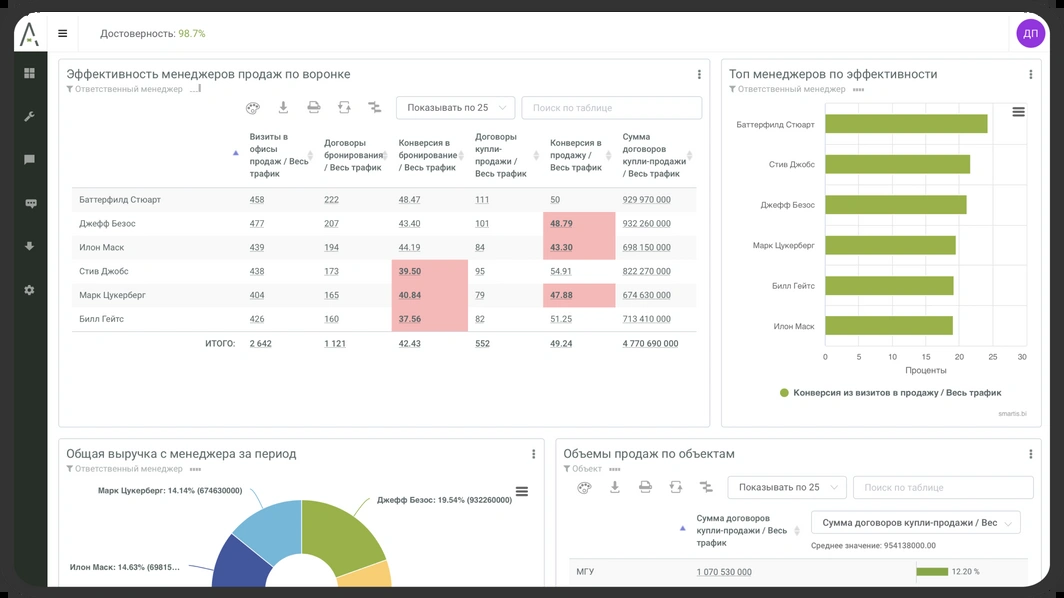 Достоверность: 98.7%
ДП
Эффективность менеджеров продаж по воронке
Ответственный менеджер
Показывать по 25
Поиск по таблице
Визиты в офисы продаж / Весь трафик
Договоры бронирования / Весь трафик
Конверсия в бронирование / Весь трафик
Договоры купли-продажи / Весь трафик
Конверсия в продажу / Весь трафик
Сумма договоров купли-продажи / Весь трафик
Баттерфилд Стюарт 458 222 48.47 111 50 929 970 000
Джефф Безос 477 207 43.40 101 48.79 932 260 000
Илон Маск 439 194 44.19 84 43.30 698 150 000
Стив Джобс 438 173 39.50 95 54.91 822 270 000
Марк Цукерберг 404 165 40.84 79 47.88 674 630 000
Билл Гейтс 426 160 37.56 82 51.25 713 410 000
ИТОГО: 2 642 1 121 42.43 552 49.24 4 770 690 000
Топ менеджеров по эффективности
Ответственный менеджер
Баттерфилд Стюарт
Стив Джобс
Джефф Безос
Марк Цукерберг
Билл Гейтс
Илон Маск
0 5 10 15 20 25 30
Проценты
Конверсия из визитов в продажу / Весь трафик
smartis.bi
Общая выручка с менеджера за период
Ответственный менеджер
Марк Цукерберг: 14.14% (674630000)
Джефф Безос: 19.54% (932260000)
Илон Маск: 14.63% (69815...
Объемы продаж по объектам
Объект
Показывать по 25
Поиск по таблице
Сумма договоров купли-продажи / Весь трафик
Сумма договоров купли-продажи / Вес
Среднее значение: 954138000.00
МГУ 1 070 530 000 12.20 %